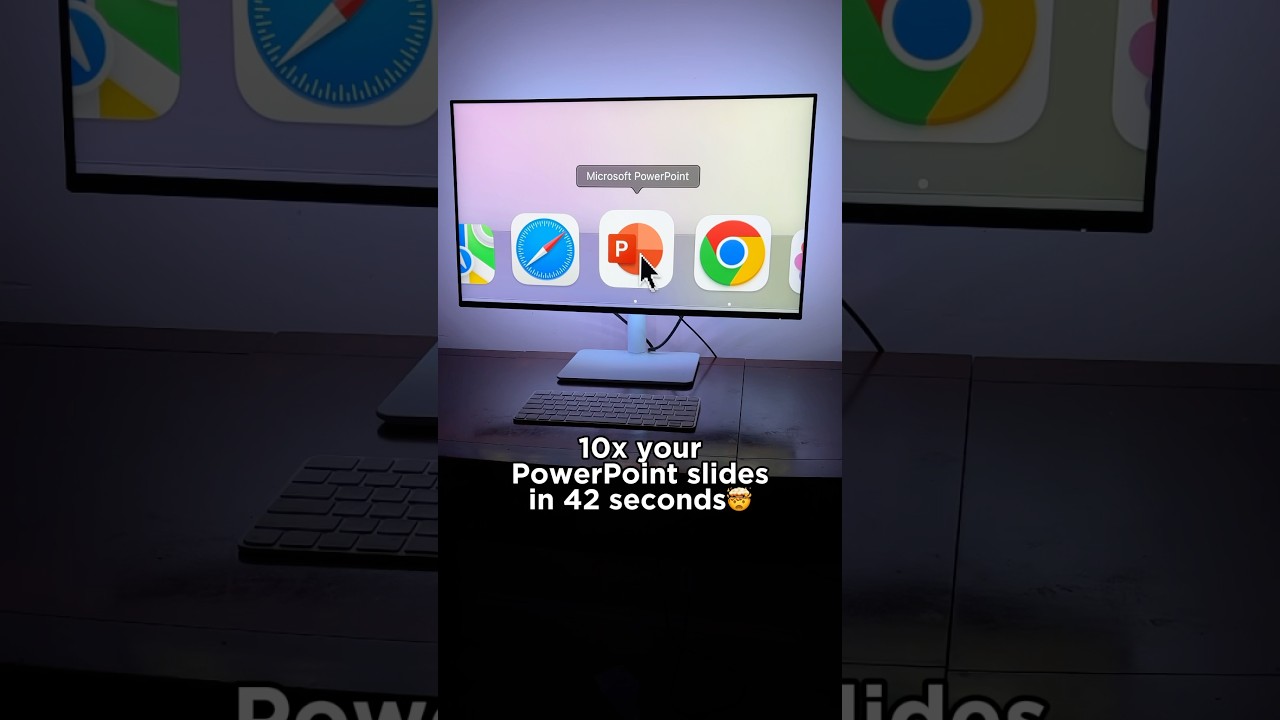 Microsoft PowerPoint
P
10x your
PowerPoint slides
in 42 seconds🤯